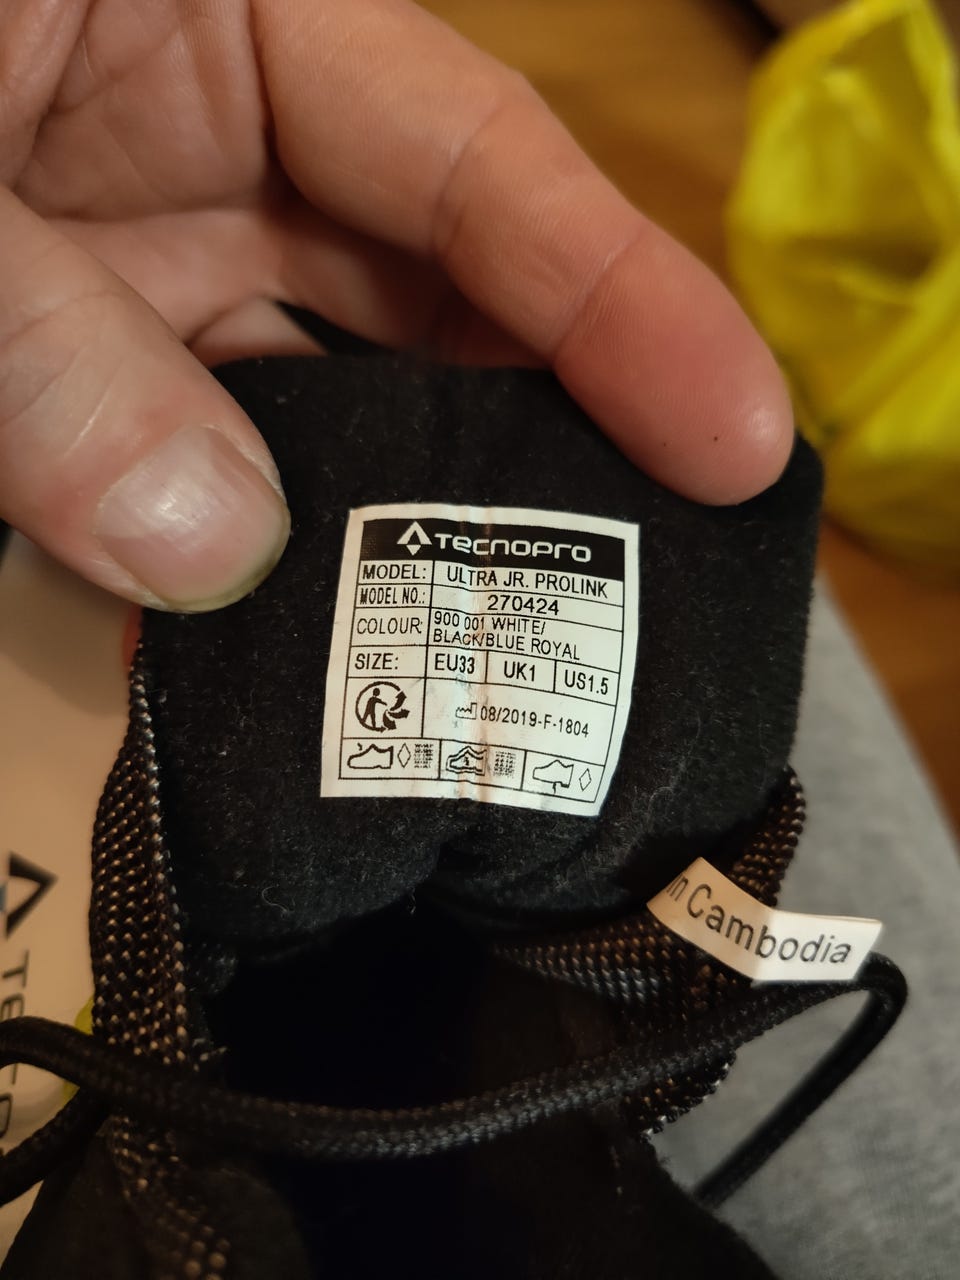 TECNOPRO
MODEL: ULTRA JR. PROLINK
MODEL NO.: 270424
COLOUR: 900 001 WHITE/
BLACK/BLUE ROYAL
SIZE: EU33 UK1 US1.5
08/2019-F-1804
in Cambodia